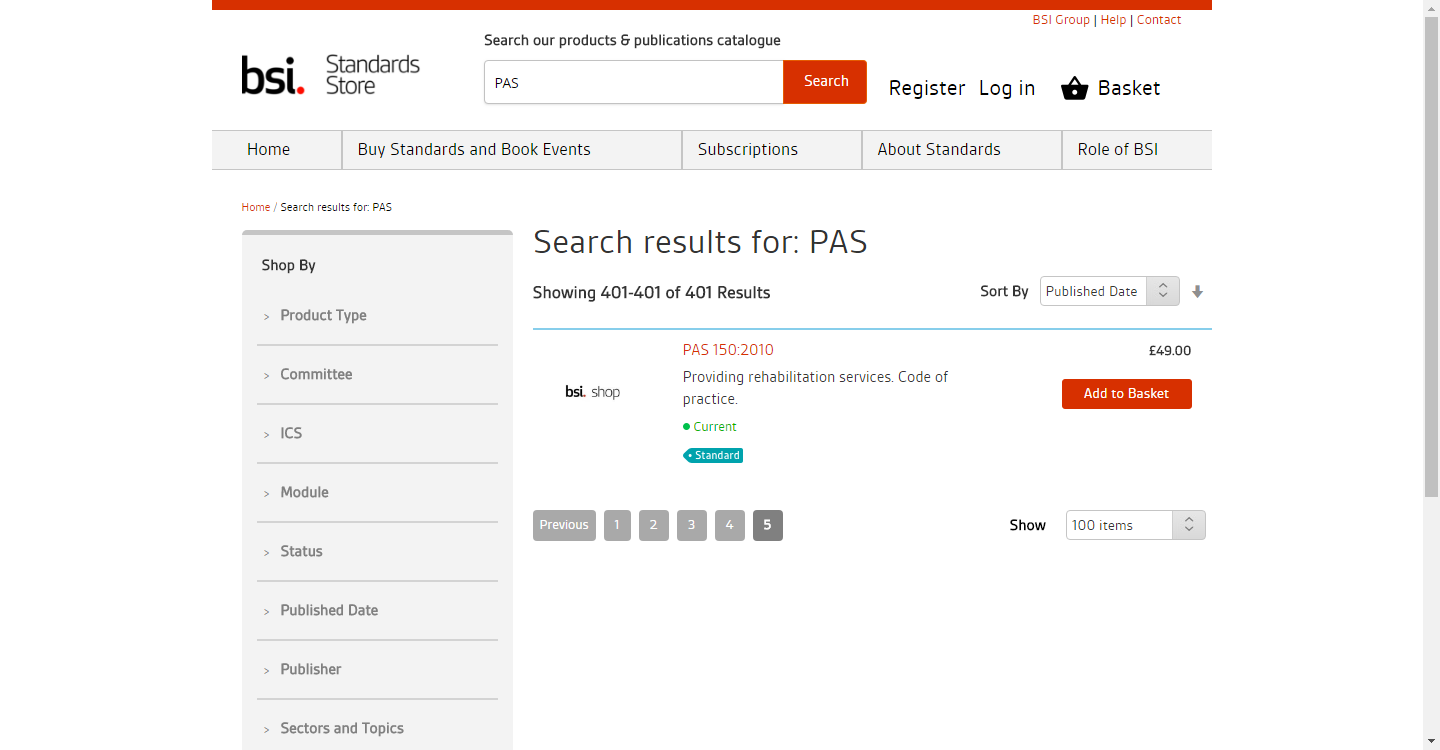 BSI Group | Help | Contact
Search our products & publications catalogue
bsi. Standards Store
PAS
Search
Register Log in Basket
Home Buy Standards and Book Events Subscriptions About Standards Role of BSI
Home / Search results for: PAS
Shop By
> Product Type
> Committee
> ICS
> Module
> Status
> Published Date
> Publisher
> Sectors and Topics
Search results for: PAS
Showing 401-401 of 401 Results
Sort By Published Date
bsi. shop
PAS 150:2010
Providing rehabilitation services. Code of
practice.
Current
Standard
£49.00
Add to Basket
Previous 1 2 3 4 5
Show 100 items